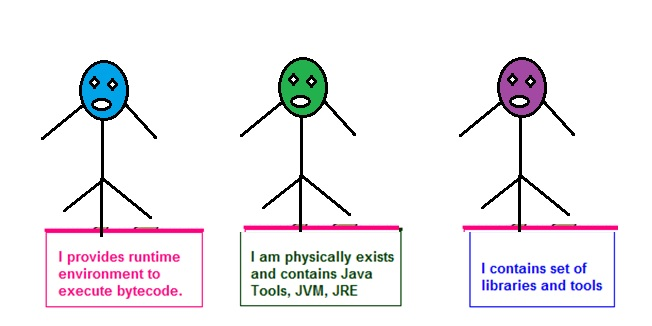 I provides runtime
environment to
execute bytecode.
I am physically exists
and contains Java
Tools, JVM, JRE
I contains set of
libraries and tools